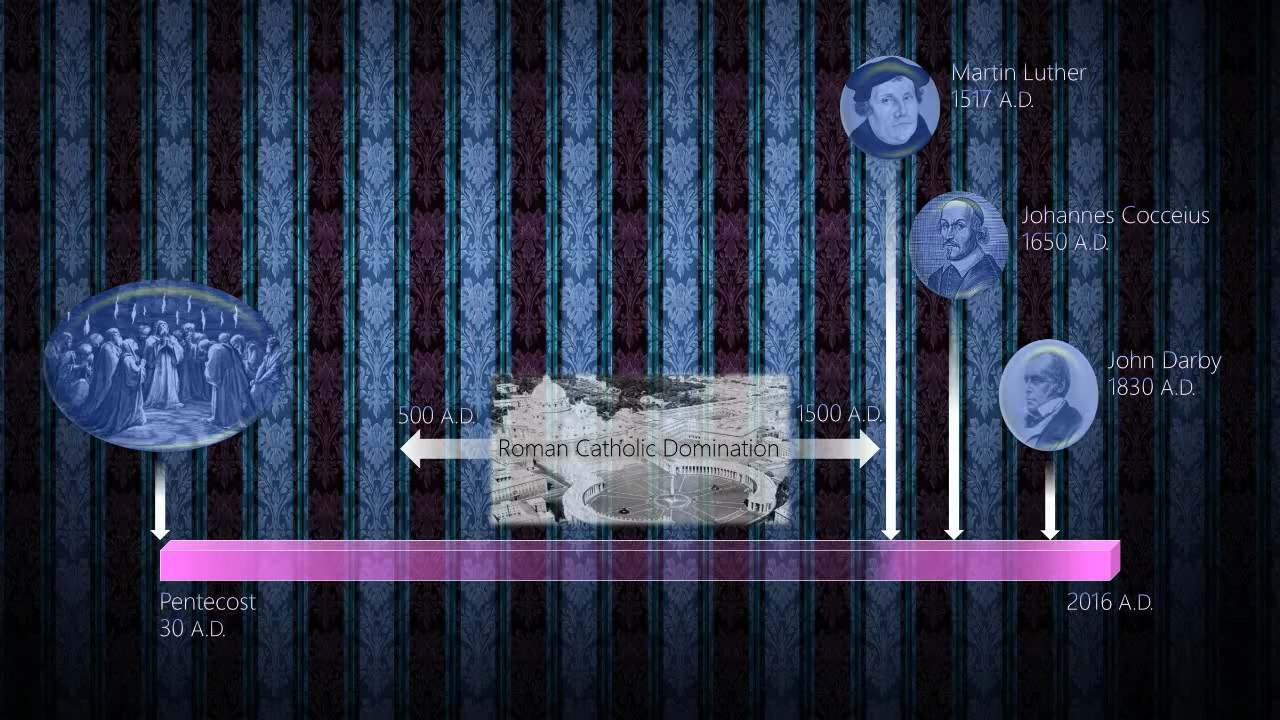 Martin Luther
1517 A.D.
Johannes Cocceius
1650 A.D.
John Darby
1830 A.D.
500 A.D.
1500 A.D.
Roman Catholic Domination
Pentecost
30 A.D.
2016 A.D.